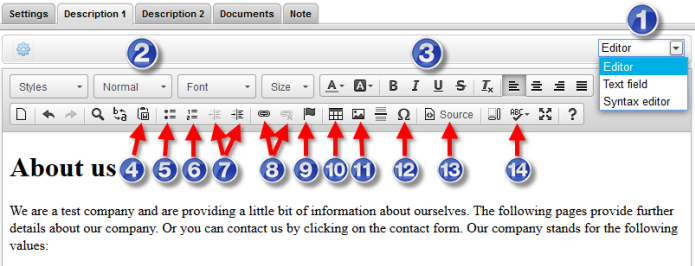 Settings Description 1 Description 2 Documents Note
1
2 3 Editor
Editor
Text field
Syntax editor
Styles Normal Font Size A A B I U S Ix
Source ABC ?
4 5 6 7 8 9 10 11 12 13 14
About us
We are a test company and are providing a little bit of information about ourselves. The following pages provide further
details about our company. Or you can contact us by clicking on the contact form. Our company stands for the following
values: